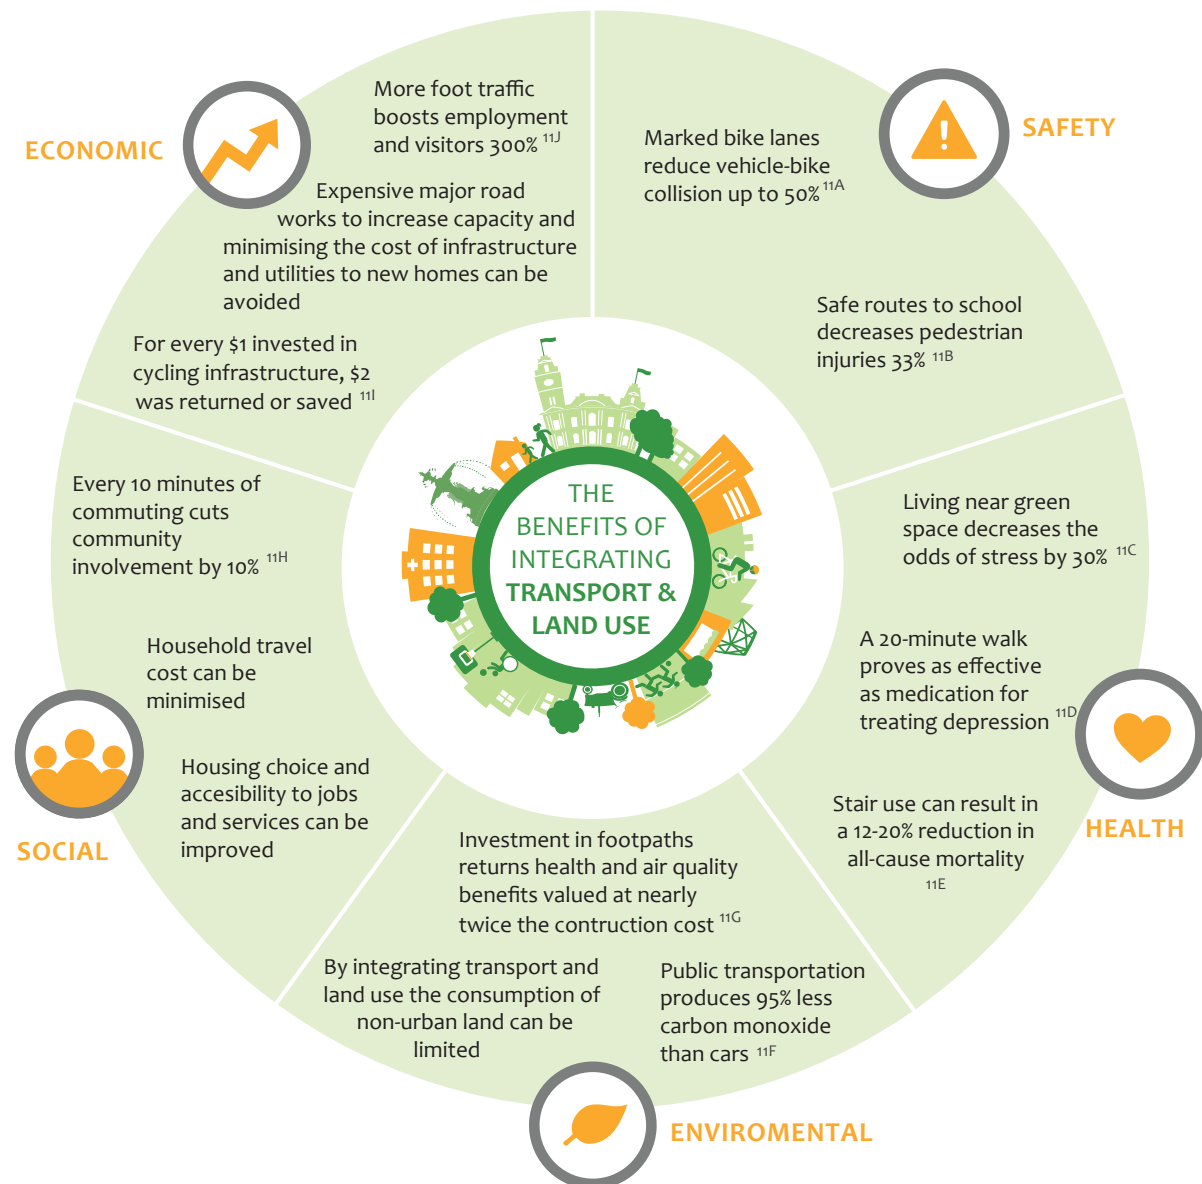 THE
BENEFITS OF
INTEGRATING
TRANSPORT &
LAND USE
ECONOMIC
More foot traffic
boosts employment
and visitors 300% 11J
Expensive major road
works to increase capacity and
minimising the cost of infrastructure
and utilities to new homes can be
avoided
For every $1 invested in
cycling infrastructure, $2
was returned or saved 11I
SAFETY
Marked bike lanes
reduce vehicle-bike
collision up to 50% 11A
Safe routes to school
decreases pedestrian
injuries 33% 11B
Living near green
space decreases the
odds of stress by 30% 11C
A 20-minute walk
proves as effective
as medication for
treating depression 11D
Stair use can result in
a 12-20% reduction in
all-cause mortality
11E
HEALTH
Investment in footpaths
returns health and air quality
benefits valued at nearly
twice the contruction cost 11G
By integrating transport and
land use the consumption of
non-urban land can be
limited
Public transportation
produces 95% less
carbon monoxide
than cars 11F
ENVIROMENTAL
Every 10 minutes of
commuting cuts
community
involvement by 10% 11H
Household travel
cost can be
minimised
Housing choice and
accesibility to jobs
and services can be
improved
SOCIAL